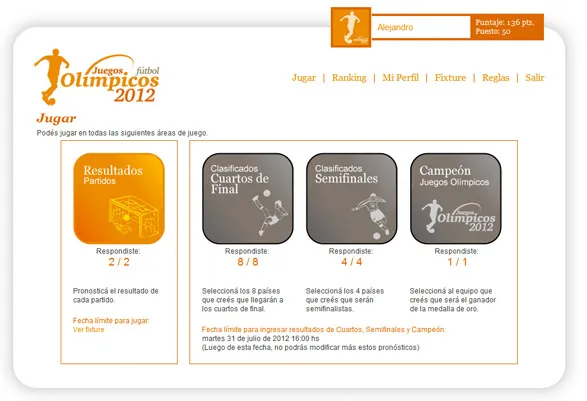 Alejandro
Puntaje: 136 pts.
Puesto: 50
Juegos fútbol
Olímpicos
2012
Jugar | Ranking | Mi Perfil | Fixture | Reglas | Salir
Jugar
Podés jugar en todas las siguientes áreas de juego.
Resultados
Partidos
Respondiste:
2 / 2
Pronosticá el resultado de
cada partido.
Fecha límite para jugar:
Ver fixture
Clasificados
Cuartos de
Final
Respondiste:
8 / 8
Seleccioná los 8 países
que creés que llegarán a
los cuartos de final.
Clasificados
Semifinales
Respondiste:
4 / 4
Seleccioná los 4 países
que creés que serán
semifinalistas.
Campeón
Juegos Olímpicos
Juegos
Olímpicos
2012
Respondiste:
1 / 1
Seleccioná al equipo que
creés que será el ganador
de la medalla de oro.
Fecha límite para ingresar resultados de Cuartos, Semifinales y Campeón:
martes 31 de julio de 2012 16:00 hs
(Luego de esta fecha, no podrás modificar más estos pronósticos)